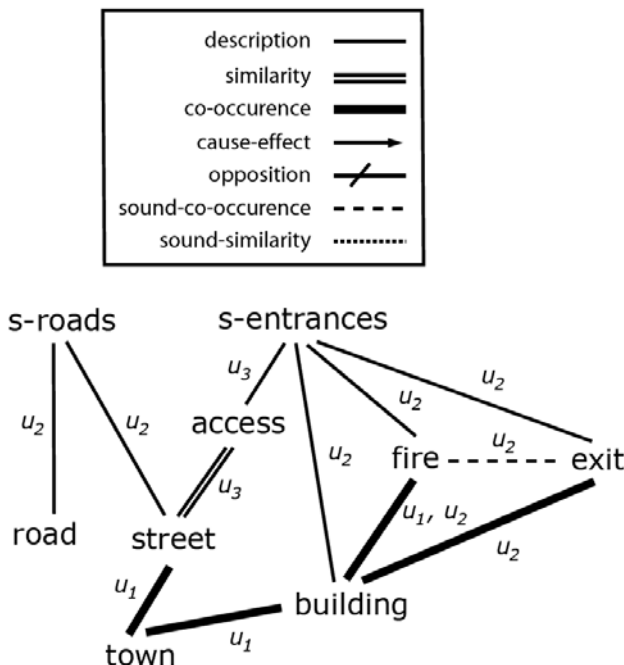 description
similarity
co-occurence
cause-effect
opposition
sound-co-occurence
sound-similarity
s-roads
s-entrances
u3
u2
access
u2
u2
u2
u2
u2
fire
exit
u3
road
street
u1, u2
u2
u1
building
u1
town